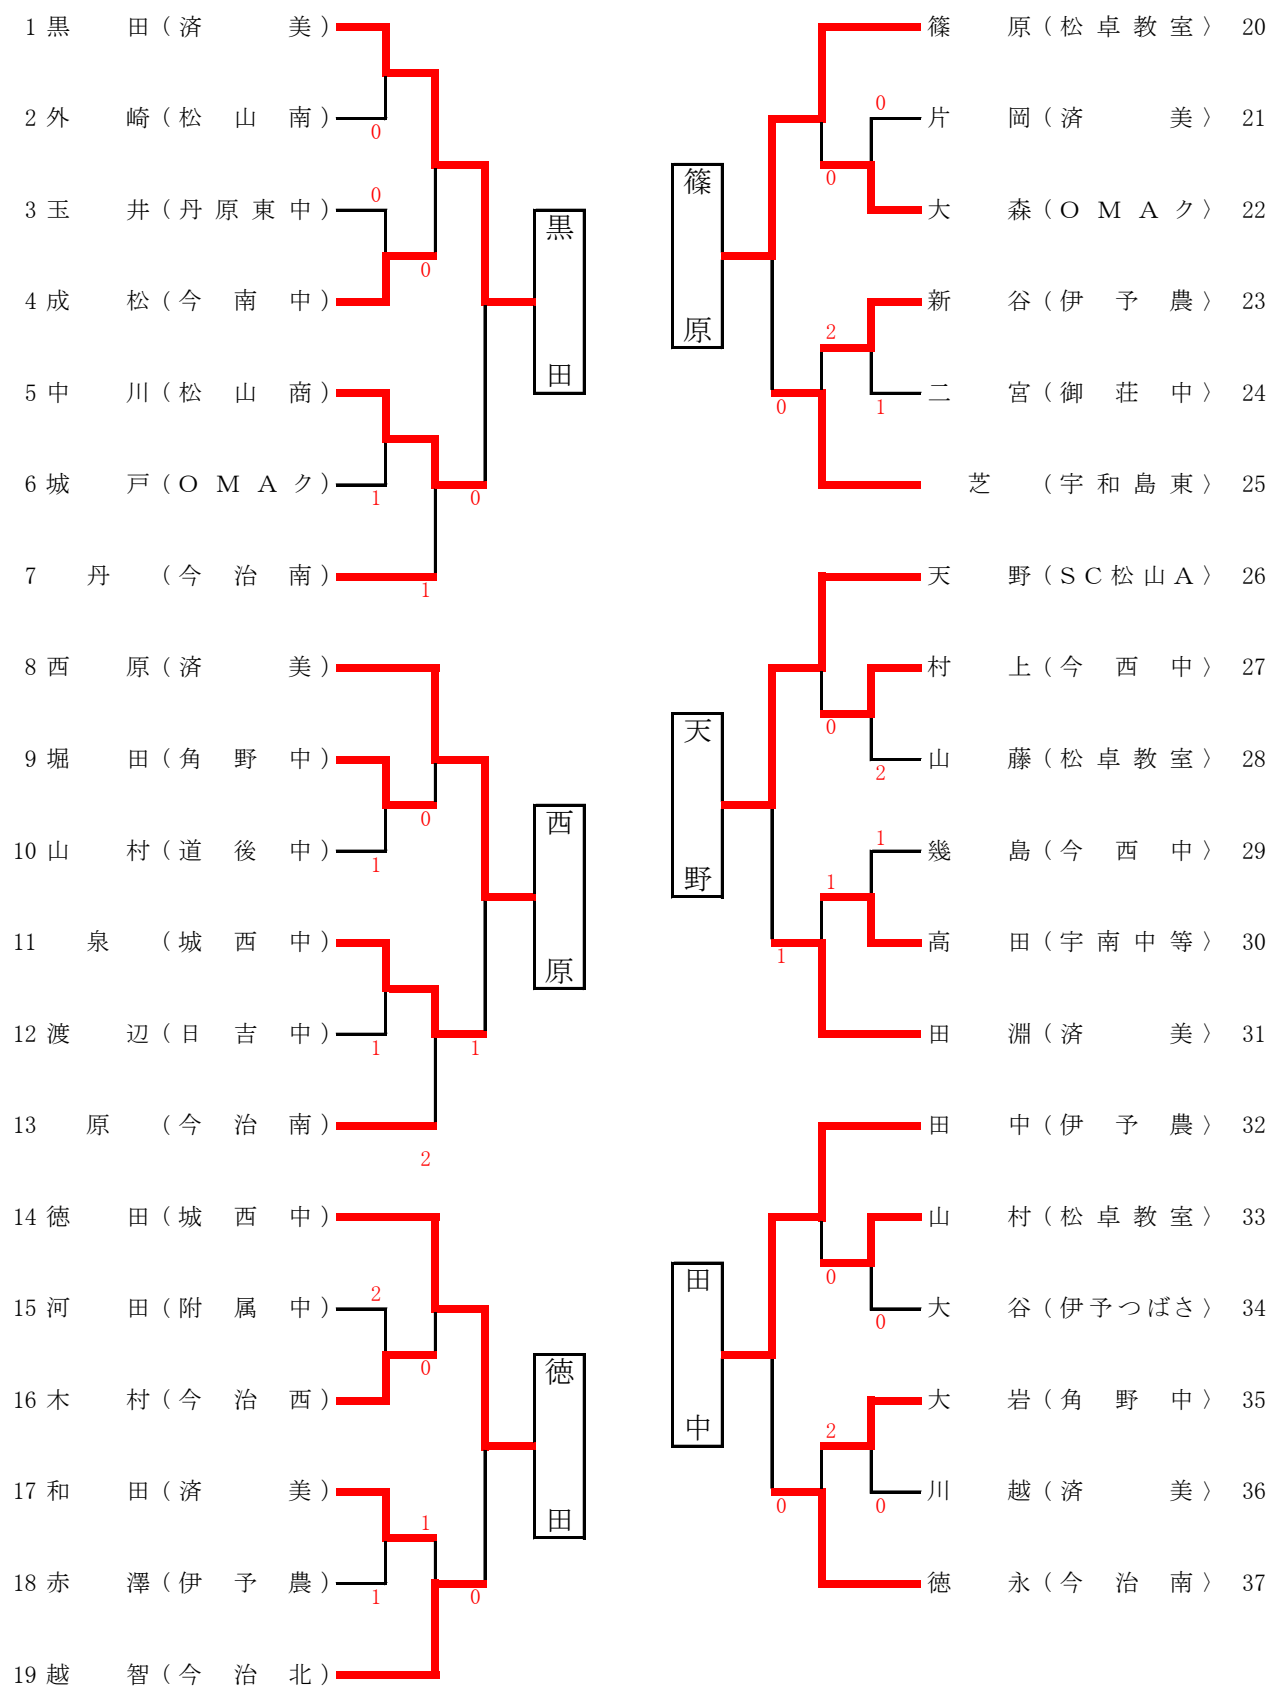 1 黒 田 （ 済 美 ）
0
2 外 崎 （ 松 山 南 ）
0
3 玉 井 （ 丹 原 東 中 ）
0
4 成 松 （ 今 南 中 ）
黒 田
5 中 川 （ 松 山 商 ）
6 城 戸 （ Ｏ Ｍ Ａ ク ）
1
0
7 丹 （ 今 治 南 ）
1
8 西 原 （ 済 美 ）
9 堀 田 （ 角 野 中 ）
0
10 山 村 （ 道 後 中 ）
1
西 原
11 泉 （ 城 西 中 ）
12 渡 辺 （ 日 吉 中 ）
1
1
13 原 （ 今 治 南 ）
2
14 徳 田 （ 城 西 中 ）
2
15 河 田 （ 附 属 中 ）
0
16 木 村 （ 今 治 西 ）
徳 田
17 和 田 （ 済 美 ）
1
18 赤 澤 （ 伊 予 農 ）
1
0
19 越 智 （ 今 治 北 ）
篠 原 （ 松 卓 教 室 〉 20
0
片 岡 （ 済 美 〉 21
0
大 森 （ Ｏ Ｍ Ａ ク 〉 22
篠 原
新 谷 （ 伊 予 農 〉 23
2
二 宮 （ 御 荘 中 〉 24
0
1
芝 （ 宇 和 島 東 〉 25
天 野 （ Ｓ Ｃ 松 山 Ａ 〉 26
村 上 （ 今 西 中 〉 27
0
山 藤 （ 松 卓 教 室 〉 28
2
天 野
1
幾 島 （ 今 西 中 〉 29
1
高 田 （ 宇 南 中 等 〉 30
1
田 淵 （ 済 美 〉 31
田 中 （ 伊 予 農 〉 32
山 村 （ 松 卓 教 室 〉 33
0
大 谷 （ 伊 予 つ ば さ 〉 34
0
田 中
大 岩 （ 角 野 中 〉 35
2
川 越 （ 済 美 〉 36
0
0
徳 永 （ 今 治 南 〉 37